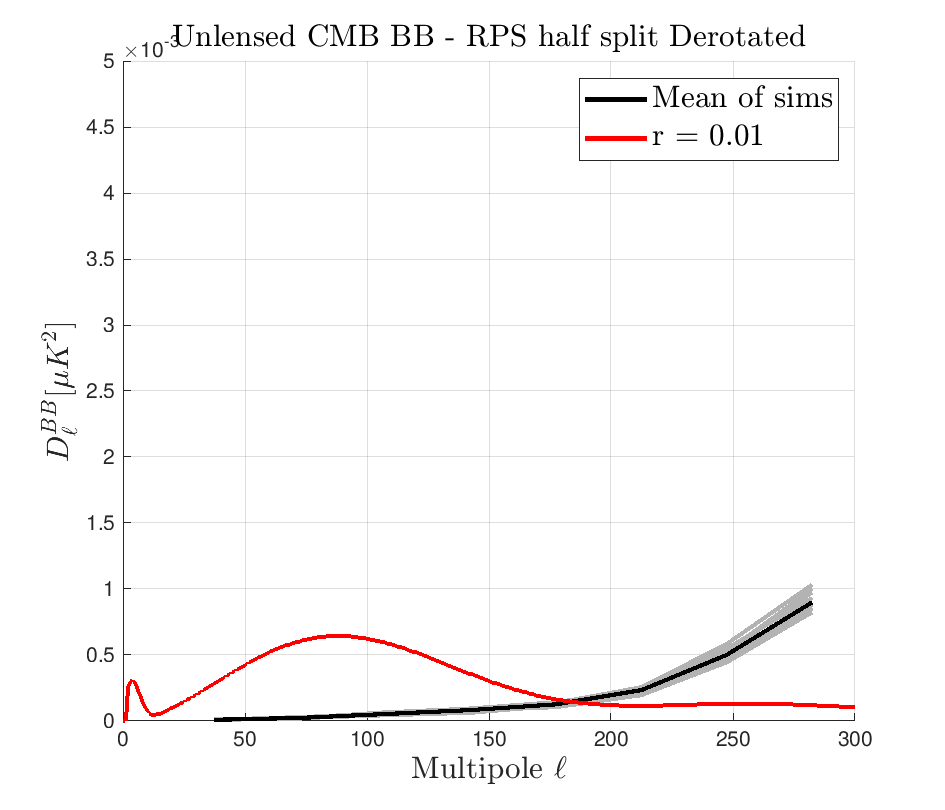 Unlensed CMB BB - RPS half split Derotated
×10⁻³
5
4.5
4
3.5
3
2.5
2
1.5
1
0.5
0
D_ℓ^{BB}[μK^2]
Mean of sims
r = 0.01
0 50 100 150 200 250 300
Multipole ℓ